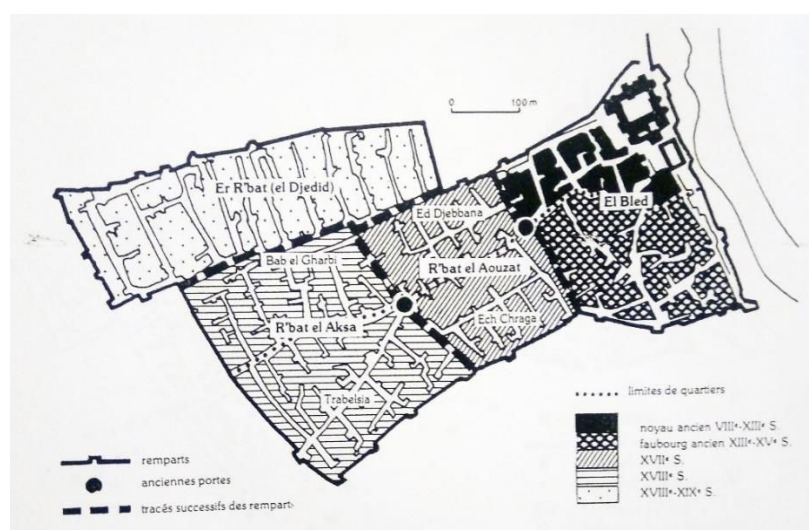 0 100 m
Er R'bat (el Djedid)
El Bled
Ed Djebbana
Bab el Gharbi
R'bat el Aouzat
R'bat el Aksa
Ech Chraga
Trabelsia
limites de quartiers
noyau ancien VIIIᵉ-XIIIᵉ S.
faubourg ancien XIIIᵉ-XVᵉ S.
XVIIᵉ S.
XVIIIᵉ S.
XVIIIᵉ-XIXᵉ S.
remparts
anciennes portes
tracés successifs des rempart